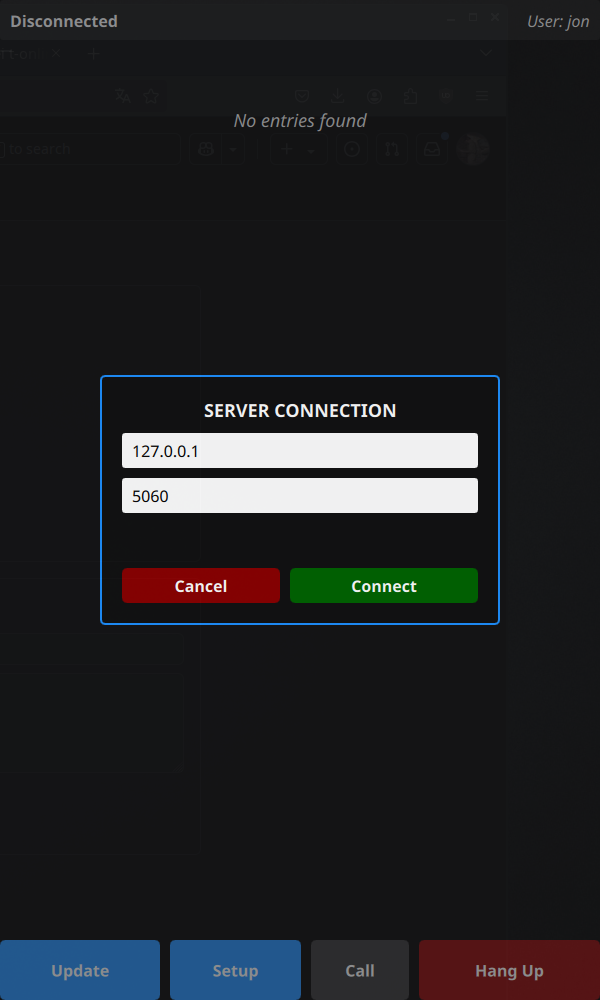 Disconnected
User: jon
No entries found
to search
SERVER CONNECTION
127.0.0.1
5060
Cancel
Connect
Update
Setup
Call
Hang Up